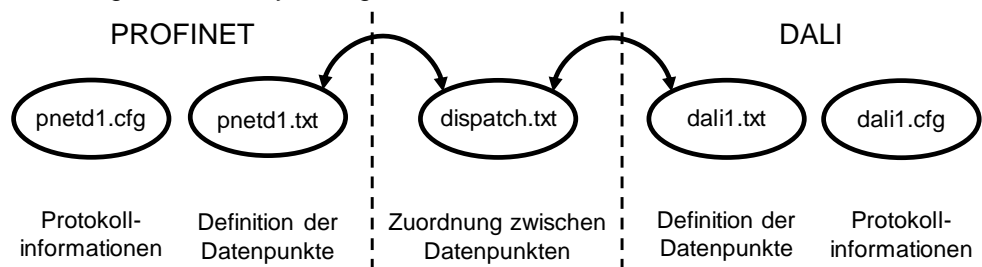 PROFINET
DALI
pnetd1.cfg
pnetd1.txt
dispatch.txt
dali1.txt
dali1.cfg
Protokoll-
informationen
Definition der
Datenpunkte
Zuordnung zwischen
Datenpunkten
Definition der
Datenpunkte
Protokoll-
informationen